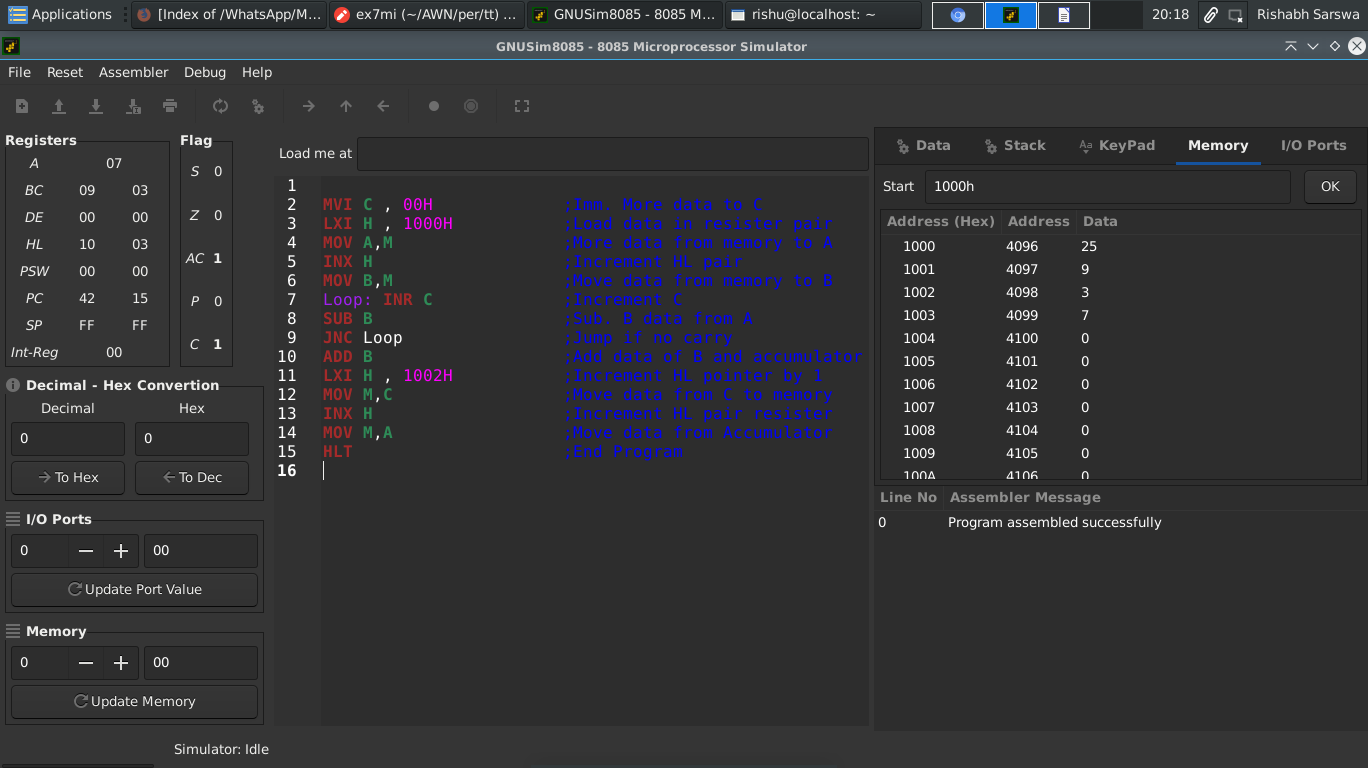 Applications [Index of /WhatsApp/M... ex7mi (~/AWN/per/tt) ... GNUSim8085 - 8085 M... rishu@localhost: ~ 20:18 Rishabh Sarswa
GNUSim8085 - 8085 Microprocessor Simulator
File Reset Assembler Debug Help
Registers
A 07
BC 09 03
DE 00 00
HL 10 03
PSW 00 00
PC 42 15
SP FF FF
Int-Reg 00
Flag
S 0
Z 0
AC 1
P 0
C 1
Decimal - Hex Convertion
Decimal Hex
0 0
To Hex To Dec
I/O Ports
0 00
Update Port Value
Memory
0 00
Update Memory
Load me at
1
2 MVI C , 00H ;Imm. More data to C
3 LXI H , 1000H ;Load data in resister pair
4 MOV A,M ;More data from memory to A
5 INX H ;Increment HL pair
6 MOV B,M ;Move data from memory to B
7 Loop: INR C ;Increment C
8 SUB B ;Sub. B data from A
9 JNC Loop ;Jump if no carry
10 ADD B ;Add data of B and accumulator
11 LXI H , 1002H ;Increment HL pointer by 1
12 MOV M,C ;Move data from C to memory
13 INX H ;Increment HL pair resister
14 MOV M,A ;Move data from Accumulator
15 HLT ;End Program
16
Data Stack Aa KeyPad Memory I/O Ports
Start 1000h OK
Address (Hex) Address Data
1000 4096 25
1001 4097 9
1002 4098 3
1003 4099 7
1004 4100 0
1005 4101 0
1006 4102 0
1007 4103 0
1008 4104 0
1009 4105 0
100A 4106 0
Line No Assembler Message
0 Program assembled successfully
Simulator: Idle